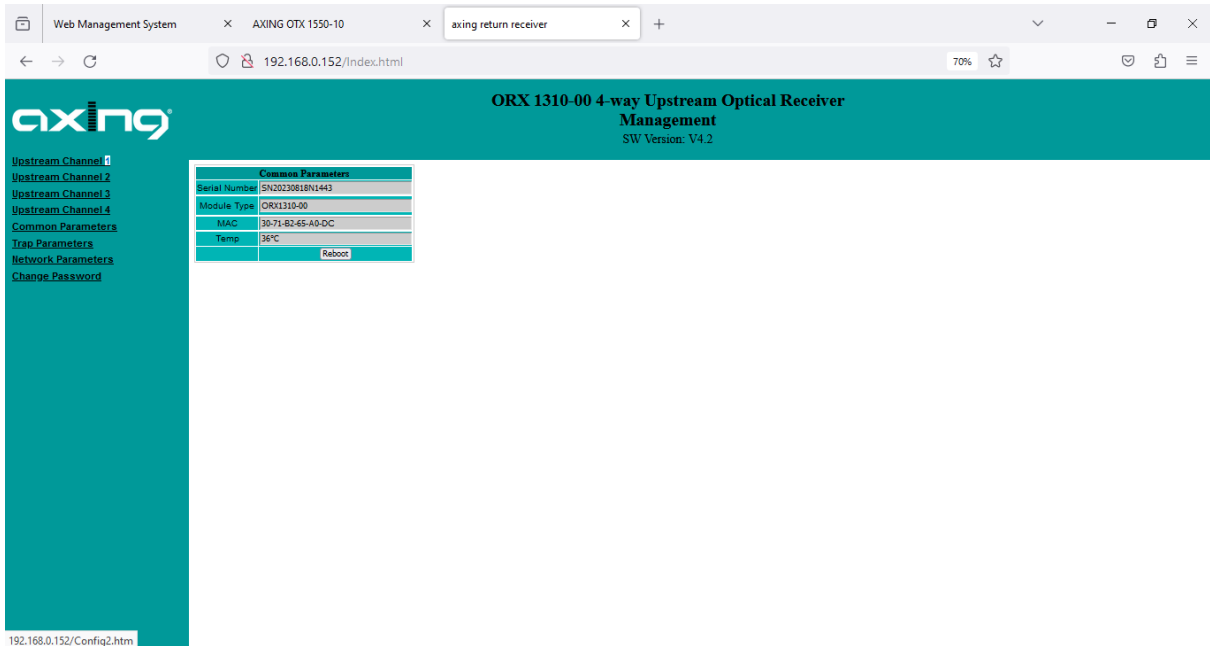 Web Management System
AXING OTX 1550-10
axing return receiver
192.168.0.152/Index.html
70%
axing
ORX 1310-00 4-way Upstream Optical Receiver
Management
SW Version: V4.2
Upstream Channel 1
Upstream Channel 2
Upstream Channel 3
Upstream Channel 4
Common Parameters
Trap Parameters
Network Parameters
Change Password
Common Parameters
Serial Number SN20230818N1443
Module Type ORX1310-00
MAC 30-71-B2-65-A0-DC
Temp 36°C
Reboot
192.168.0.152/Config2.htm